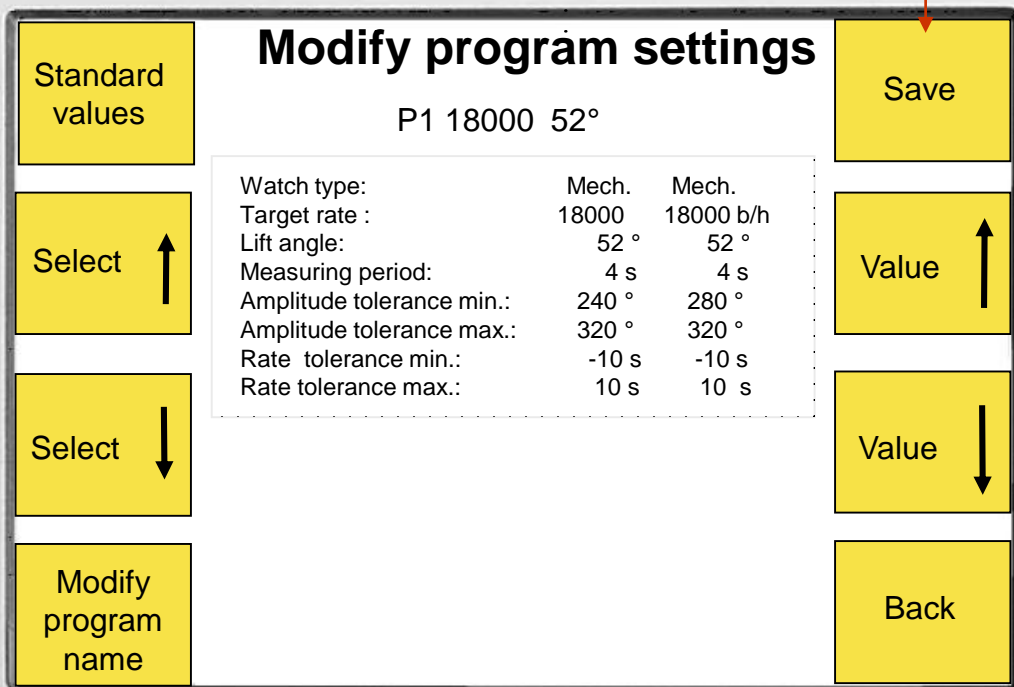 Modify program settings
P1 18000 52°
Standard
values
Select
Select
Modify
program
name
Watch type: Mech. Mech.
Target rate : 18000 18000 b/h
Lift angle: 52 ° 52 °
Measuring period: 4 s 4 s
Amplitude tolerance min.: 240 ° 280 °
Amplitude tolerance max.: 320 ° 320 °
Rate tolerance min.: -10 s -10 s
Rate tolerance max.: 10 s 10 s
Save
Value
Value
Back